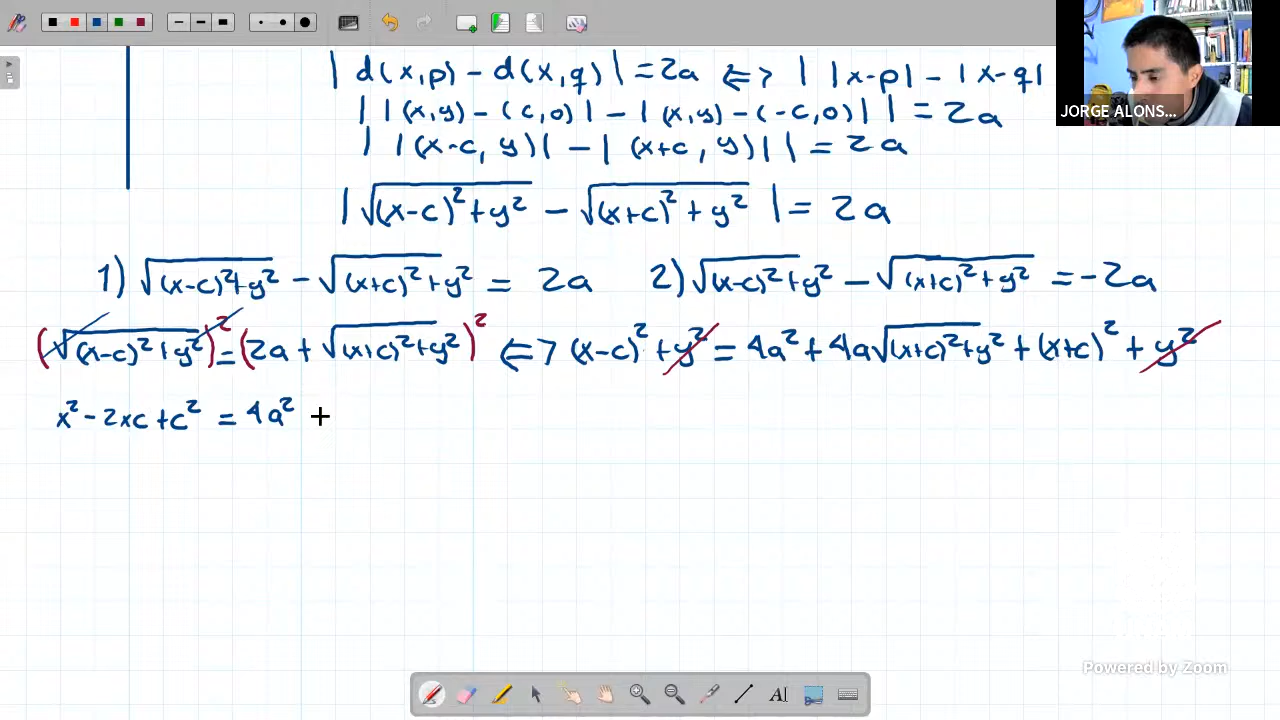 JORGE ALONS...
| d(x,p) - d(x,q) | = 2a ⇔ | |x-p| - |x-q|
| |(x,y) - (c,0)| - |(x,y) - (-c,0)| | = 2a
| |(x-c, y)| - |(x+c, y)| | = 2a
|√((x-c)²+y²) - √((x+c)²+y²) | = 2a
1) √((x-c)²+y²) - √((x+c)²+y²) = 2a 2) √((x-c)²+y²) - √((x+c)²+y²) = -2a
(√((x-c)²+y²))² = (2a + √((x+c)²+y²))² ⇔ (x-c)² + y² = 4a² + 4a√((x+c)²+y²) + (x+c)² + y²
x² - 2xc + c² = 4a² +
Powered by Zoom
AI